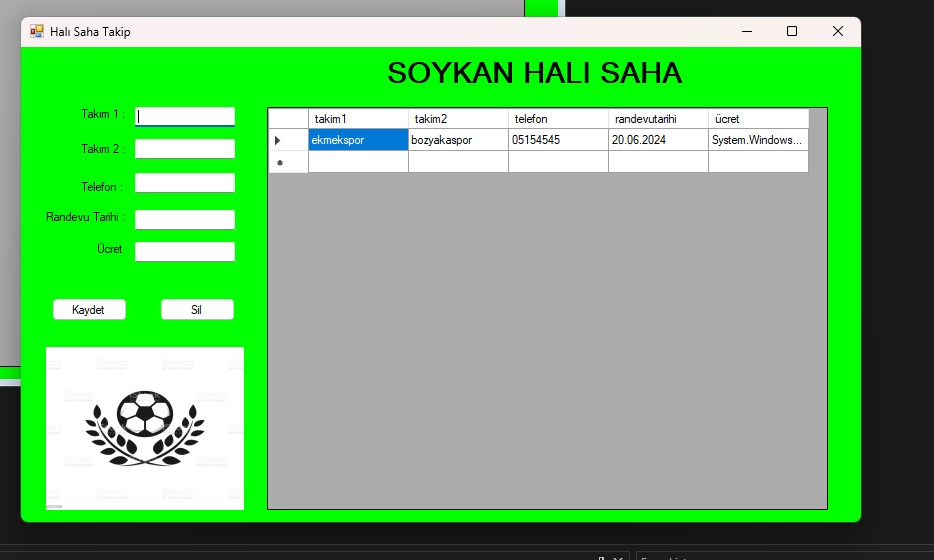 Halı Saha Takip
SOYKAN HALI SAHA
Takım 1 :
Takım 2 :
Telefon :
Randevu Tarihi :
Ücret
Kaydet Sil
takim1 takim2 telefon randevutarihi ücret
ekmekspor bozyakaspor 05154545 20.06.2024 System.Windows...